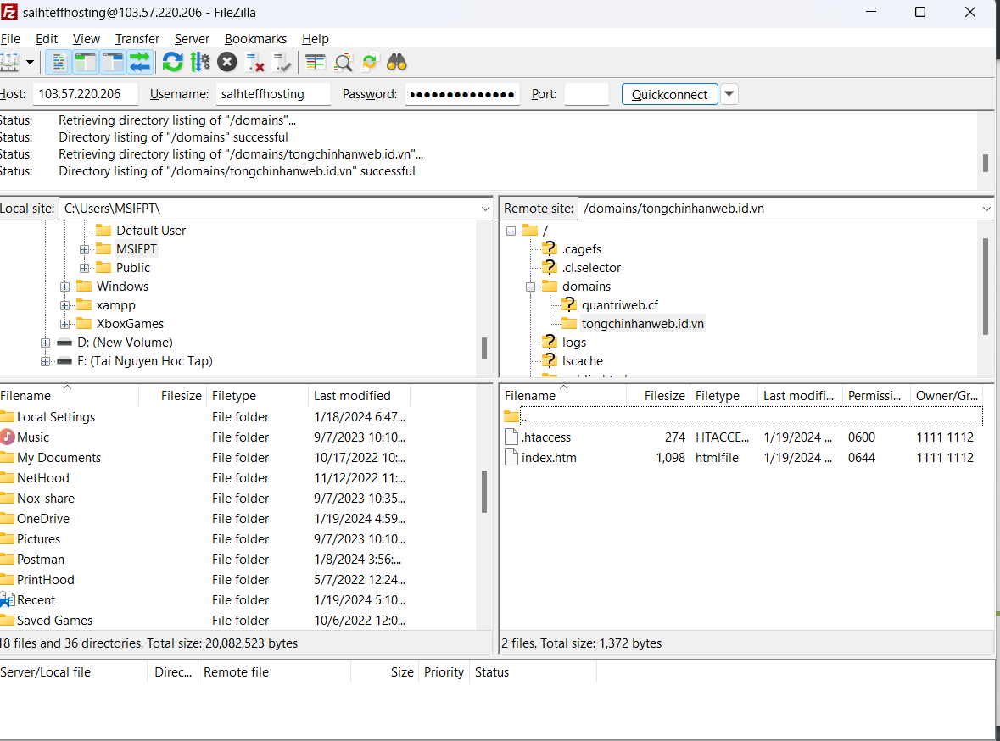 salhteffhosting@103.57.220.206 - FileZilla
File Edit View Transfer Server Bookmarks Help
Host: 103.57.220.206 Username: salhteffhosting Password: ●●●●●●●●●●●●●● Port: Quickconnect
Status: Retrieving directory listing of "/domains"...
Status: Directory listing of "/domains" successful
Status: Retrieving directory listing of "/domains/tongchinhanweb.id.vn"...
Status: Directory listing of "/domains/tongchinhanweb.id.vn" successful
Local site: C:\Users\MSIFPT\
Default User
MSIFPT
Public
Windows
xampp
XboxGames
D: (New Volume)
E: (Tai Nguyen Hoc Tap)
Remote site: /domains/tongchinhanweb.id.vn
/
.cagefs
.cl.selector
domains
quantriweb.cf
tongchinhanweb.id.vn
logs
lscache
Filename Filesize Filetype Last modified
Local Settings File folder 1/18/2024 6:47...
Music File folder 9/7/2023 10:10...
My Documents File folder 10/17/2022 10:...
NetHood File folder 11/12/2022 11:...
Nox_share File folder 9/7/2023 10:35...
OneDrive File folder 1/19/2024 4:59...
Pictures File folder 9/7/2023 10:10...
Postman File folder 1/8/2024 3:56:...
PrintHood File folder 5/7/2022 12:24...
Recent File folder 1/19/2024 5:10...
Saved Games File folder 10/6/2022 12:0...
18 files and 36 directories. Total size: 20,082,523 bytes
Filename Filesize Filetype Last modifi... Permissi... Owner/Gr...
..
.htaccess 274 HTACCE... 1/19/2024 ... 0600 1111 1112
index.htm 1,098 htmlfile 1/19/2024 ... 0644 1111 1112
2 files. Total size: 1,372 bytes
Server/Local file Direc... Remote file Size Priority Status